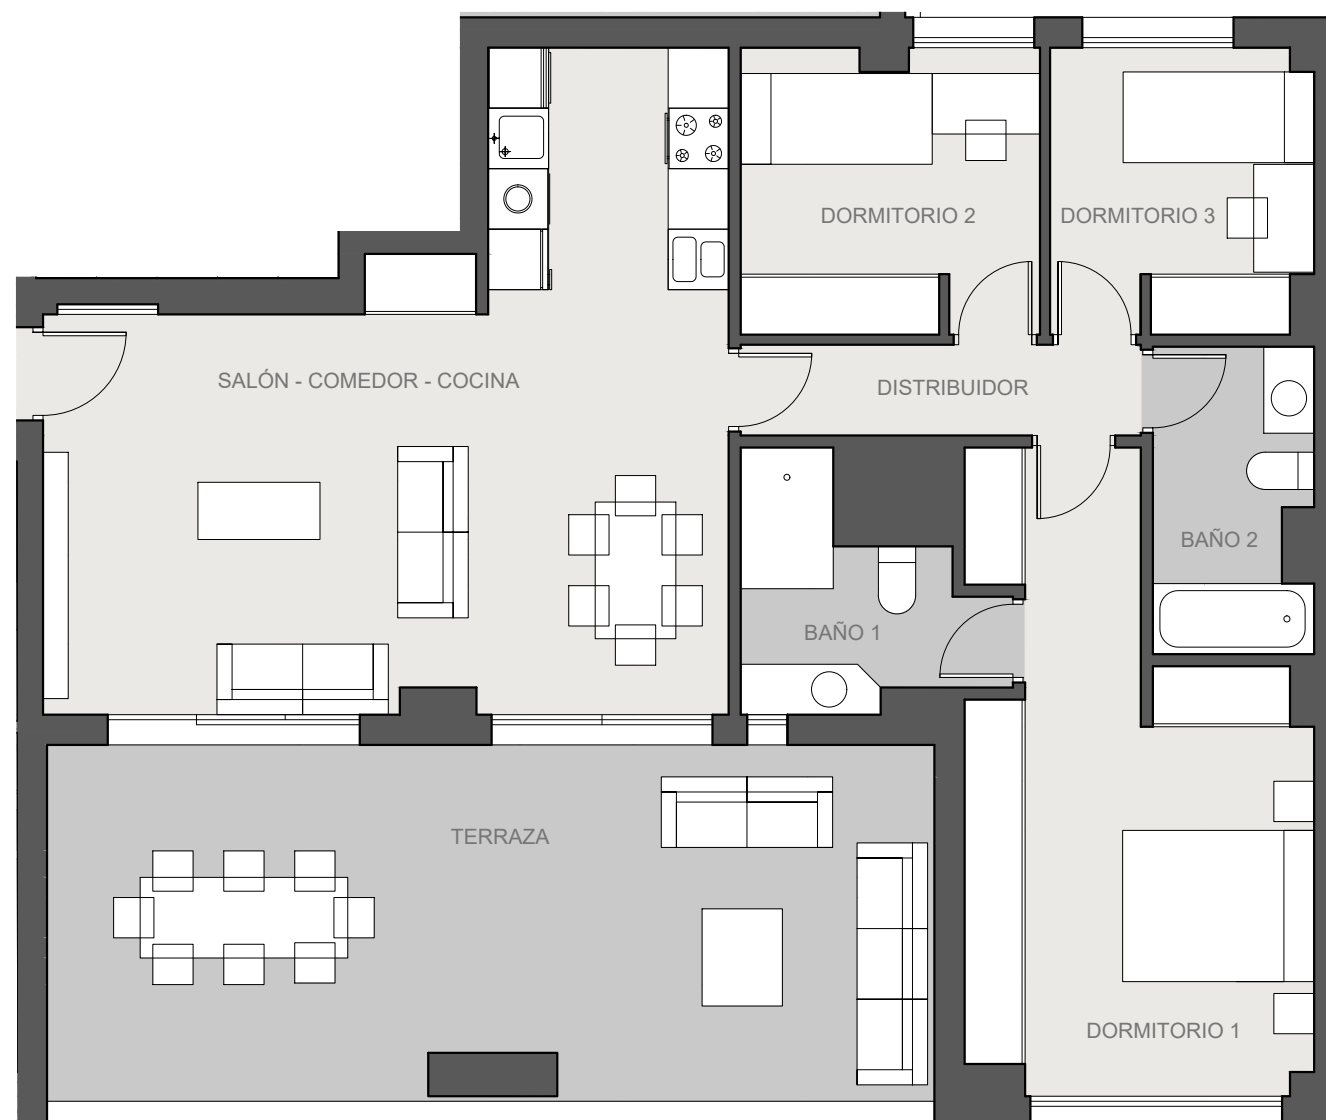 DORMITORIO 2
DORMITORIO 3
SALÓN - COMEDOR - COCINA
DISTRIBUIDOR
BAÑO 2
BAÑO 1
TERRAZA
DORMITORIO 1